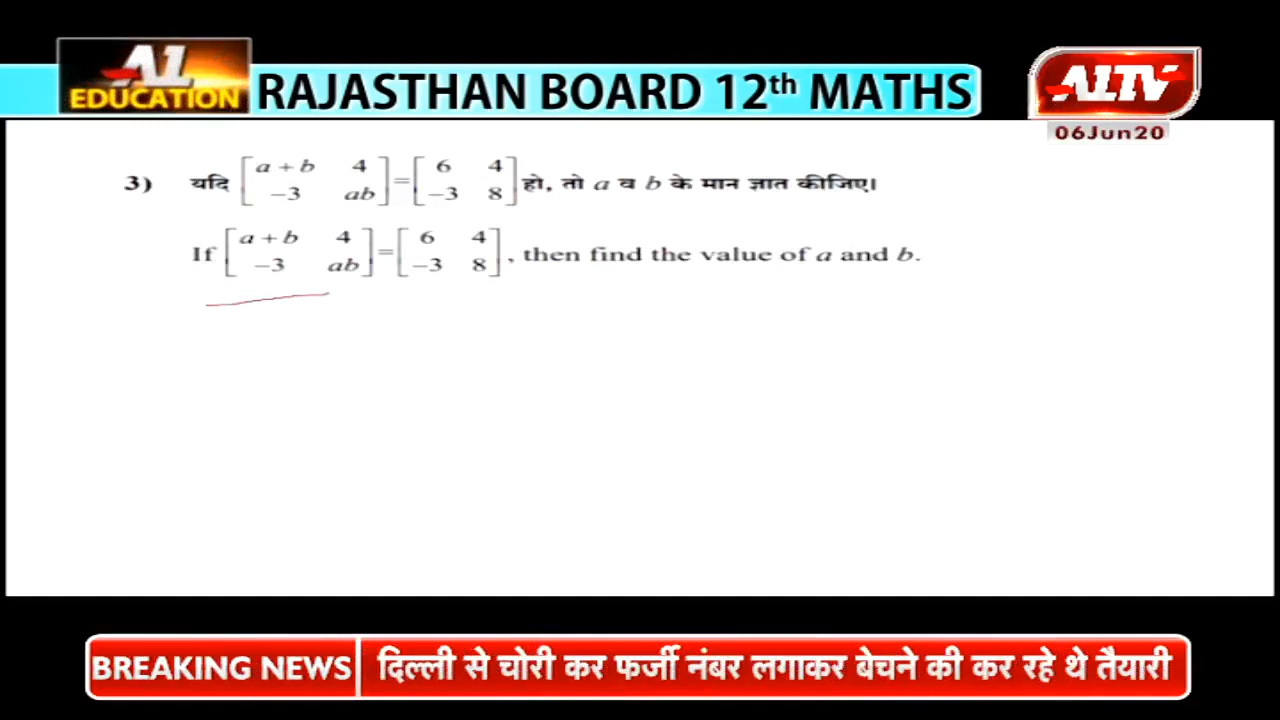 A1
EDUCATION
RAJASTHAN BOARD 12th MATHS
A1TV
06Jun20
3) यदि [a + b 4 −3 ab] = [6 4 −3 8] हो, तो a व b के मान ज्ञात कीजिए।
If [a + b 4 −3 ab] = [6 4 −3 8], then find the value of a and b.
BREAKING NEWS दिल्ली से चोरी कर फर्जी नंबर लगाकर बेचने की कर रहे थे तैयारी